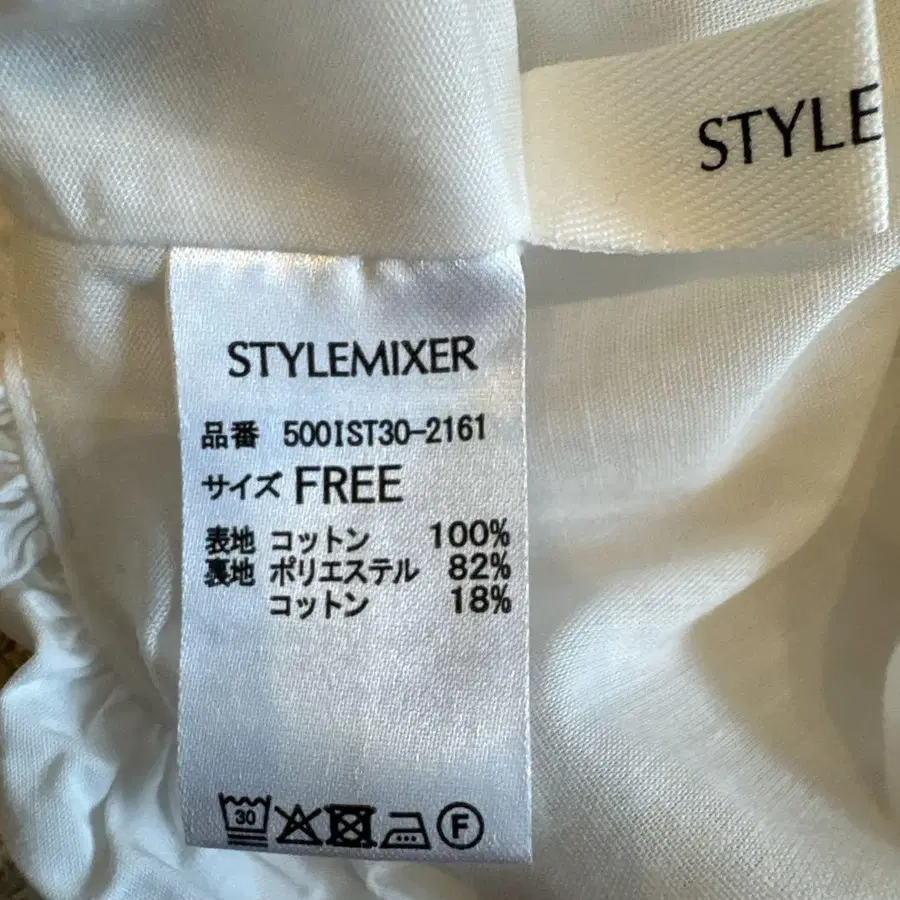 STYLE
STYLEMIXER
品番 500IST30-2161
サイズ FREE
表地 コットン 100%
裏地 ポリエステル 82%
コットン 18%
30
F